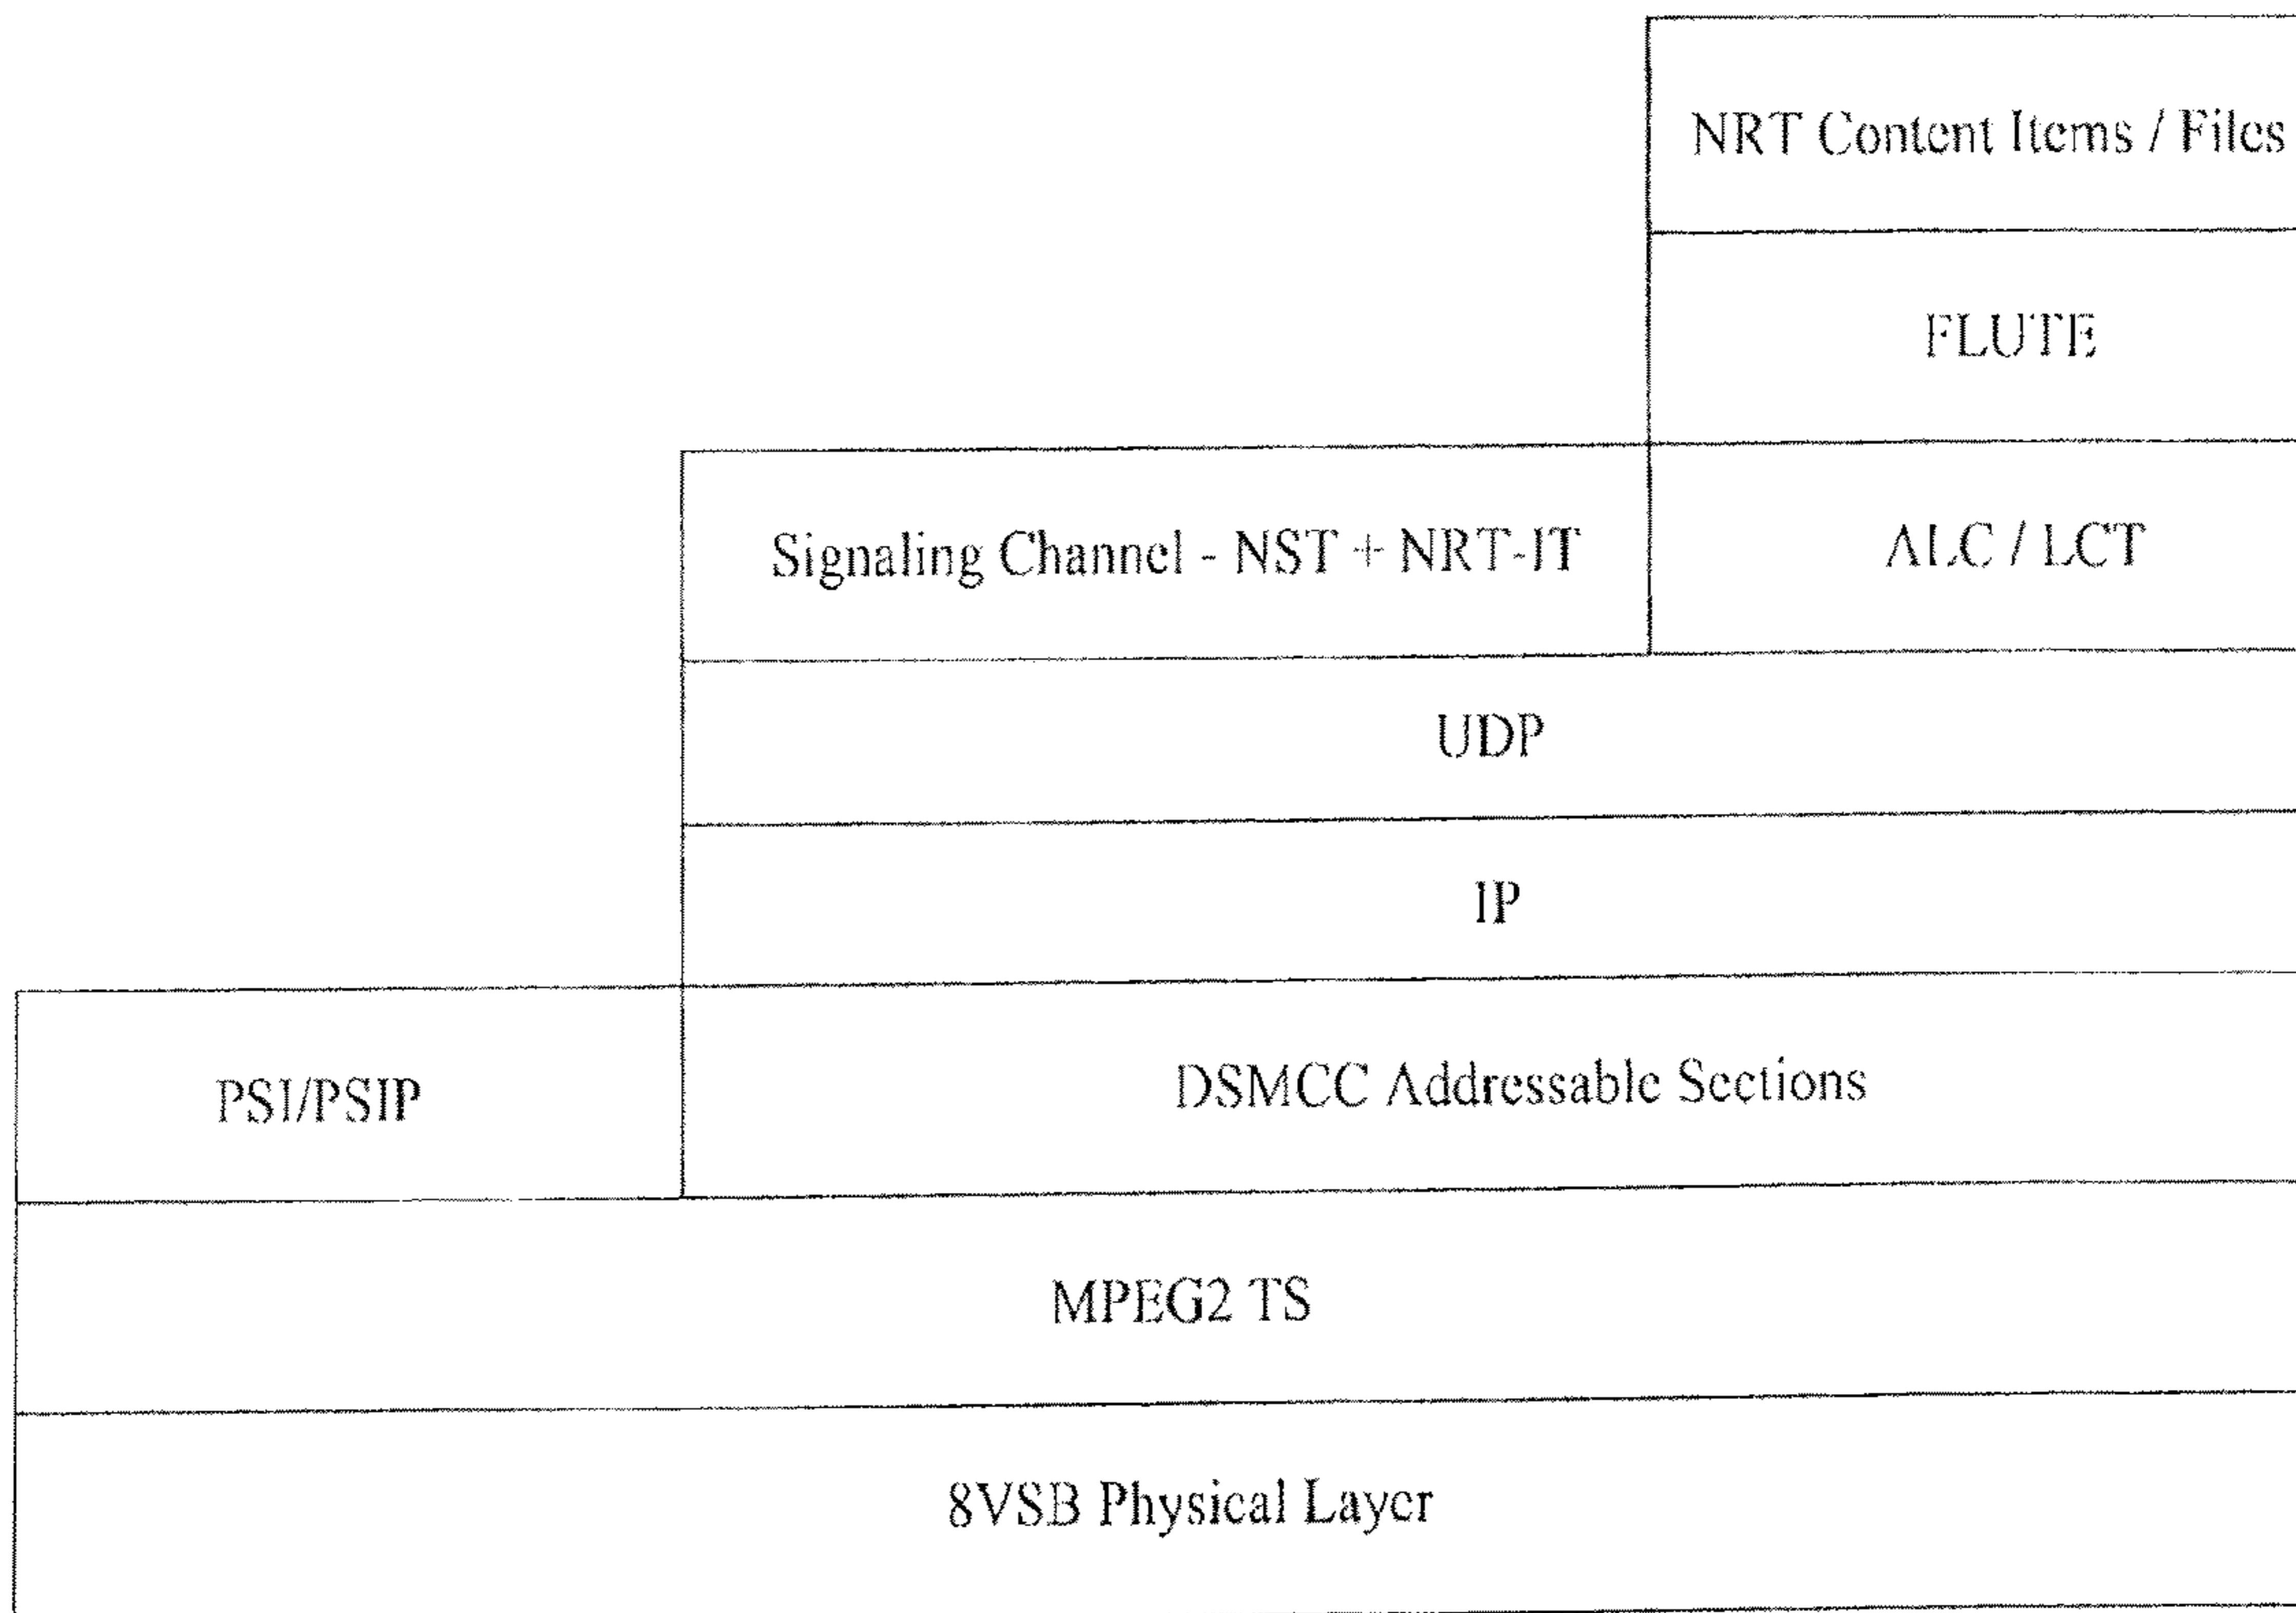 NRT Content Items / Files
FLUTE
Signaling Channel - NST + NRT-IT
ALC / LCT
UDP
IP
PSI/PSIP
DSMCC Addressable Sections
MPEG2 TS
8VSB Physical Layer